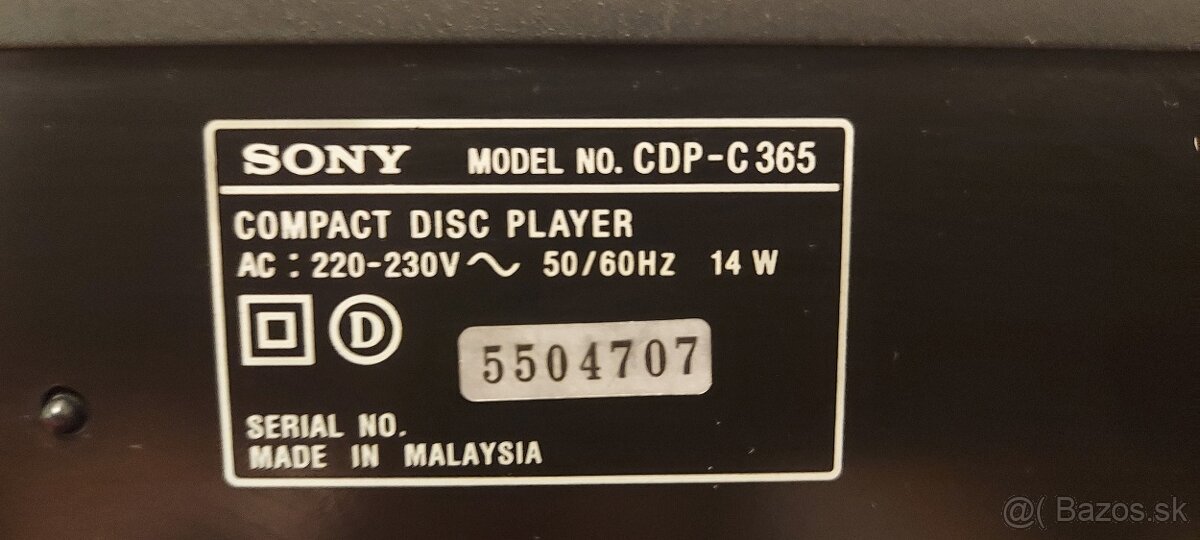 SONY MODEL NO. CDP-C365
COMPACT DISC PLAYER
AC : 220-230V ~ 50/60Hz 14 W
D
5504707
SERIAL NO.
MADE IN MALAYSIA
@( Bazos.sk